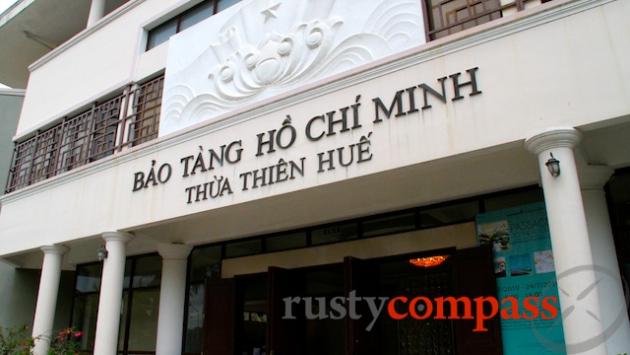 BẢO TÀNG HỒ CHÍ MINH
THỪA THIÊN HUẾ
rustycompass